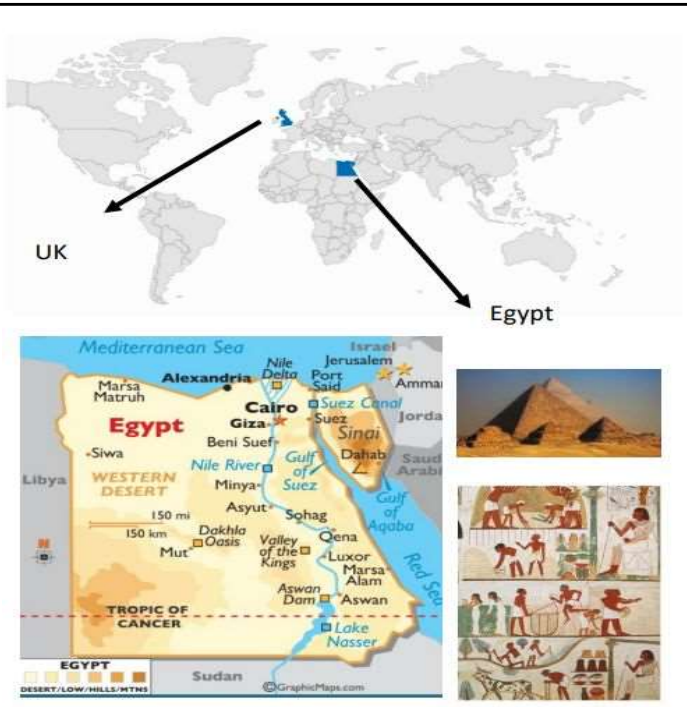 UK
Egypt
Mediterranean Sea
Israel
Jerusalem
Nile
Delta
Port
Said
Alexandria
Marsa
Matruh
Amma
Cairo
Suez Canal
Giza
Suez
Jorda
Egypt
Sinai
Beni Suef
Siwa
Dahab
Saudi
Arabi
Nile River
Gulf
of
Suez
Libya
WESTERN
DESERT
Minya
Gulf
of
Aqaba
Asyut
Sohag
150 mi
150 km
Dakhla
Oasis
Qena
Mut
Valley
of the
Kings
Luxor
Marsa
Alam
Red Sea
N
Aswan
Dam
Aswan
TROPIC OF
CANCER
Lake
Nasser
EGYPT
DESERT/LOW/HILLS/MTNS
Sudan
©GraphicMaps.com